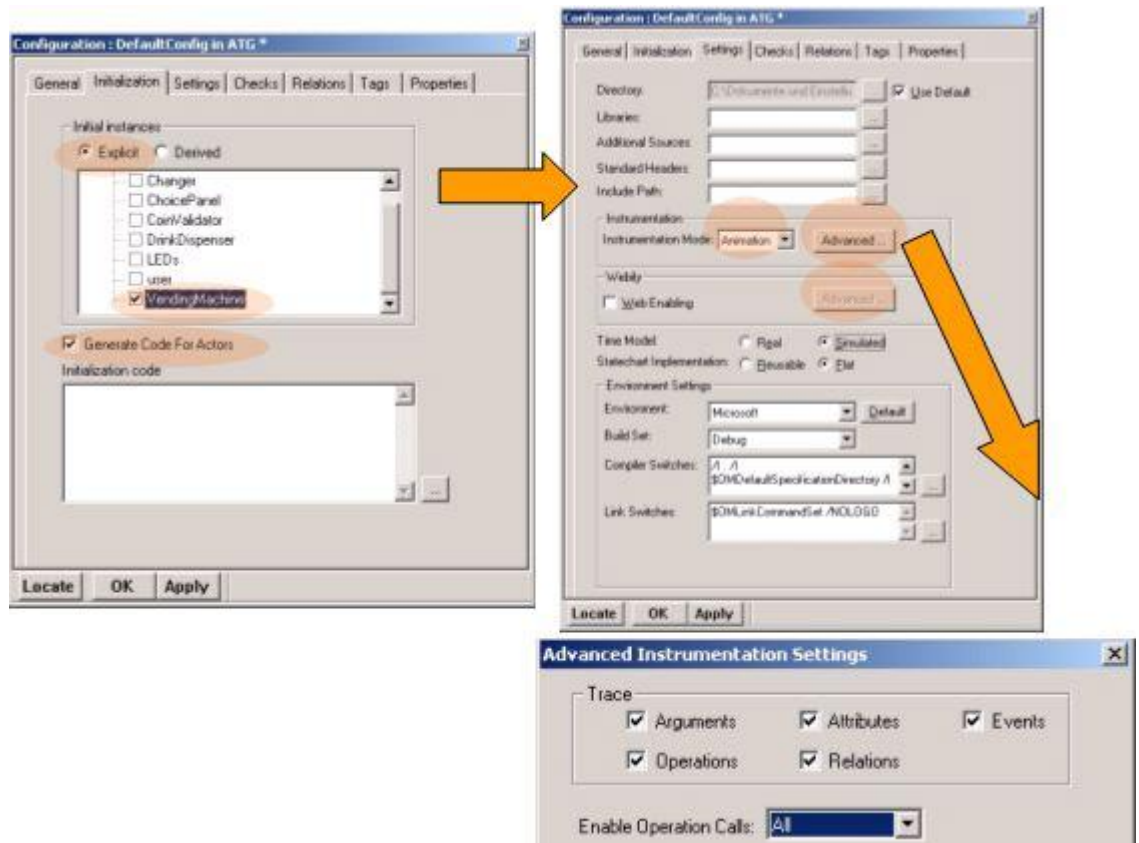 Configuration : DefaultConfig in ATG *
General Initialization Settings Checks Relations Tags Properties
Initial instances
Explicit Derived
Changer
ChoicePanel
CoinValidator
DrinkDispenser
LEDs
user
VendingMachine
Generate Code For Actors
Initialization code
...
Locate OK Apply
Configuration : DefaultConfig in ATG *
General Initialization Settings Checks Relations Tags Properties
Directory: C:\Dokumente und Einstellu ... Use Default
Libraries: ...
Additional Sources: ...
Standard Headers: ...
Include Path: ...
Instrumentation
Instrumentation Mode: Animation Advanced ...
Webify
Web Enabling Advanced ...
Time Model: Real Simulated
Statechart Implementation: Reusable Flat
Environment Settings
Environment: Microsoft Default
Build Set: Debug
Compiler Switches: /I . /I
$OMDefaultSpecificationDirectory /I
...
Link Switches: $OMLinkCommandSet /NOLOGO
...
Locate OK Apply
Advanced Instrumentation Settings
Trace
Arguments Attributes Events
Operations Relations
Enable Operation Calls: All